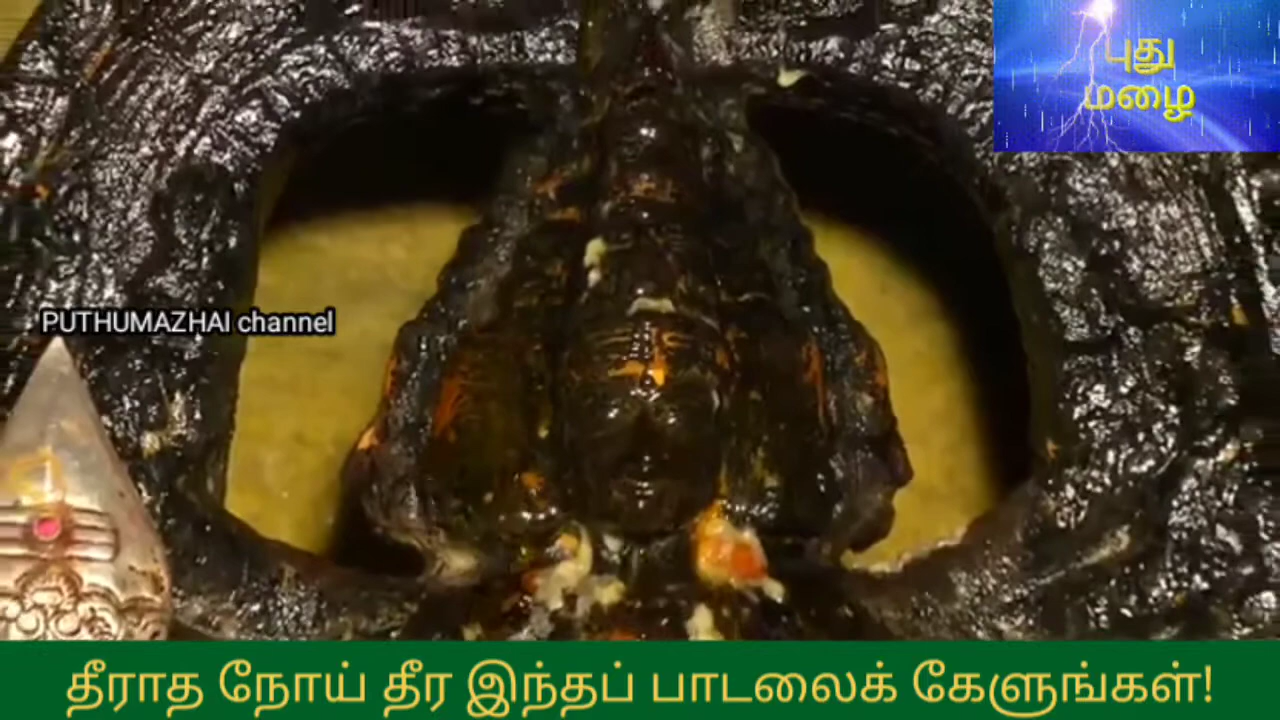 புது
மழை
PUTHUMAZHAI channel
தீராத நோய் தீர இந்தப் பாடலைக் கேளுங்கள்!